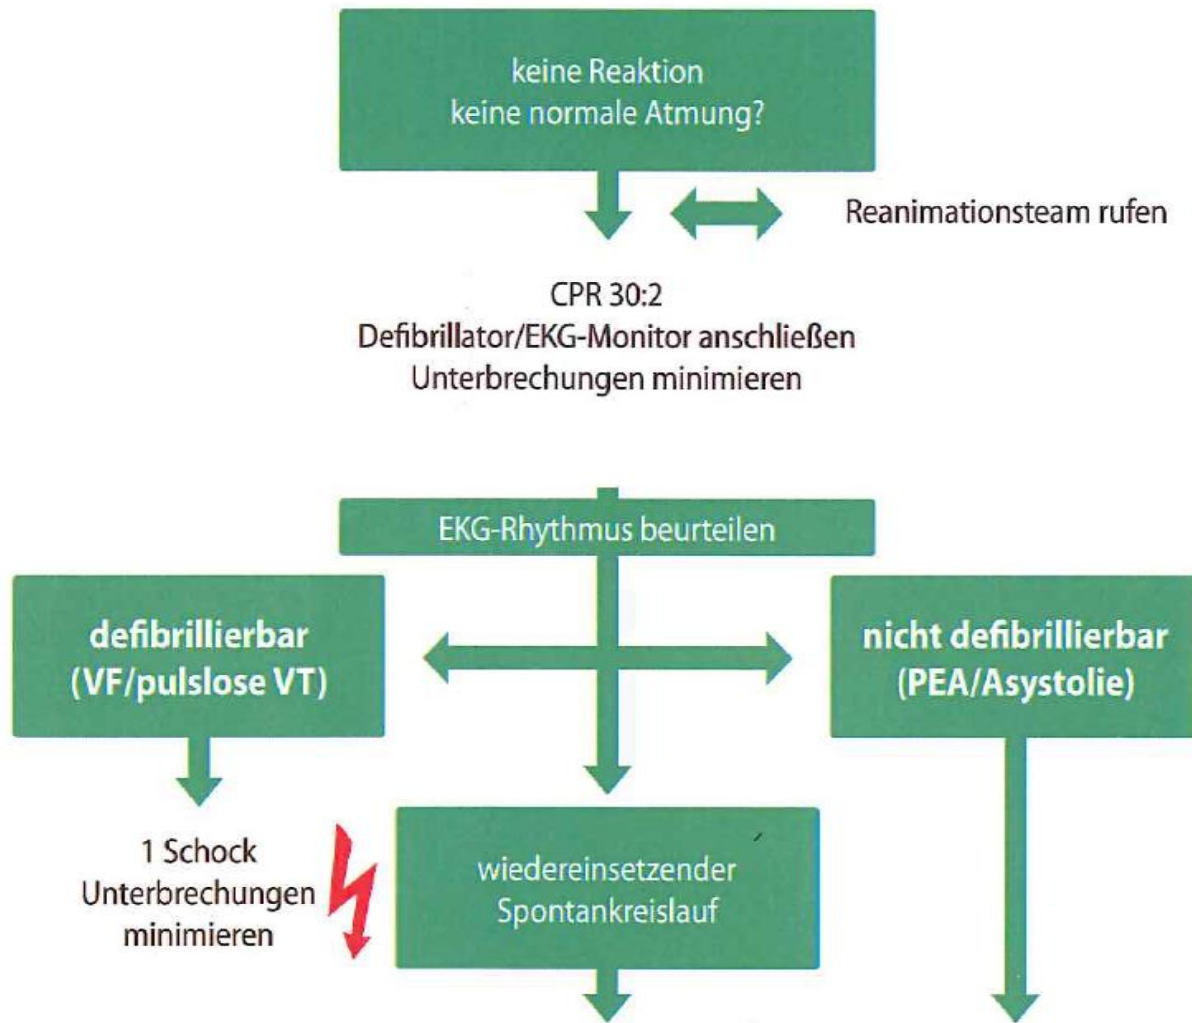 keine Reaktion
keine normale Atmung?
Reanimationsteam rufen
CPR 30:2
Defibrillator/EKG-Monitor anschließen
Unterbrechungen minimieren
EKG-Rhythmus beurteilen
defibrillierbar
(VF/pulslose VT)
nicht defibrillierbar
(PEA/Asystolie)
1 Schock
Unterbrechungen
minimieren
wiedereinsetzender
Spontankreislauf